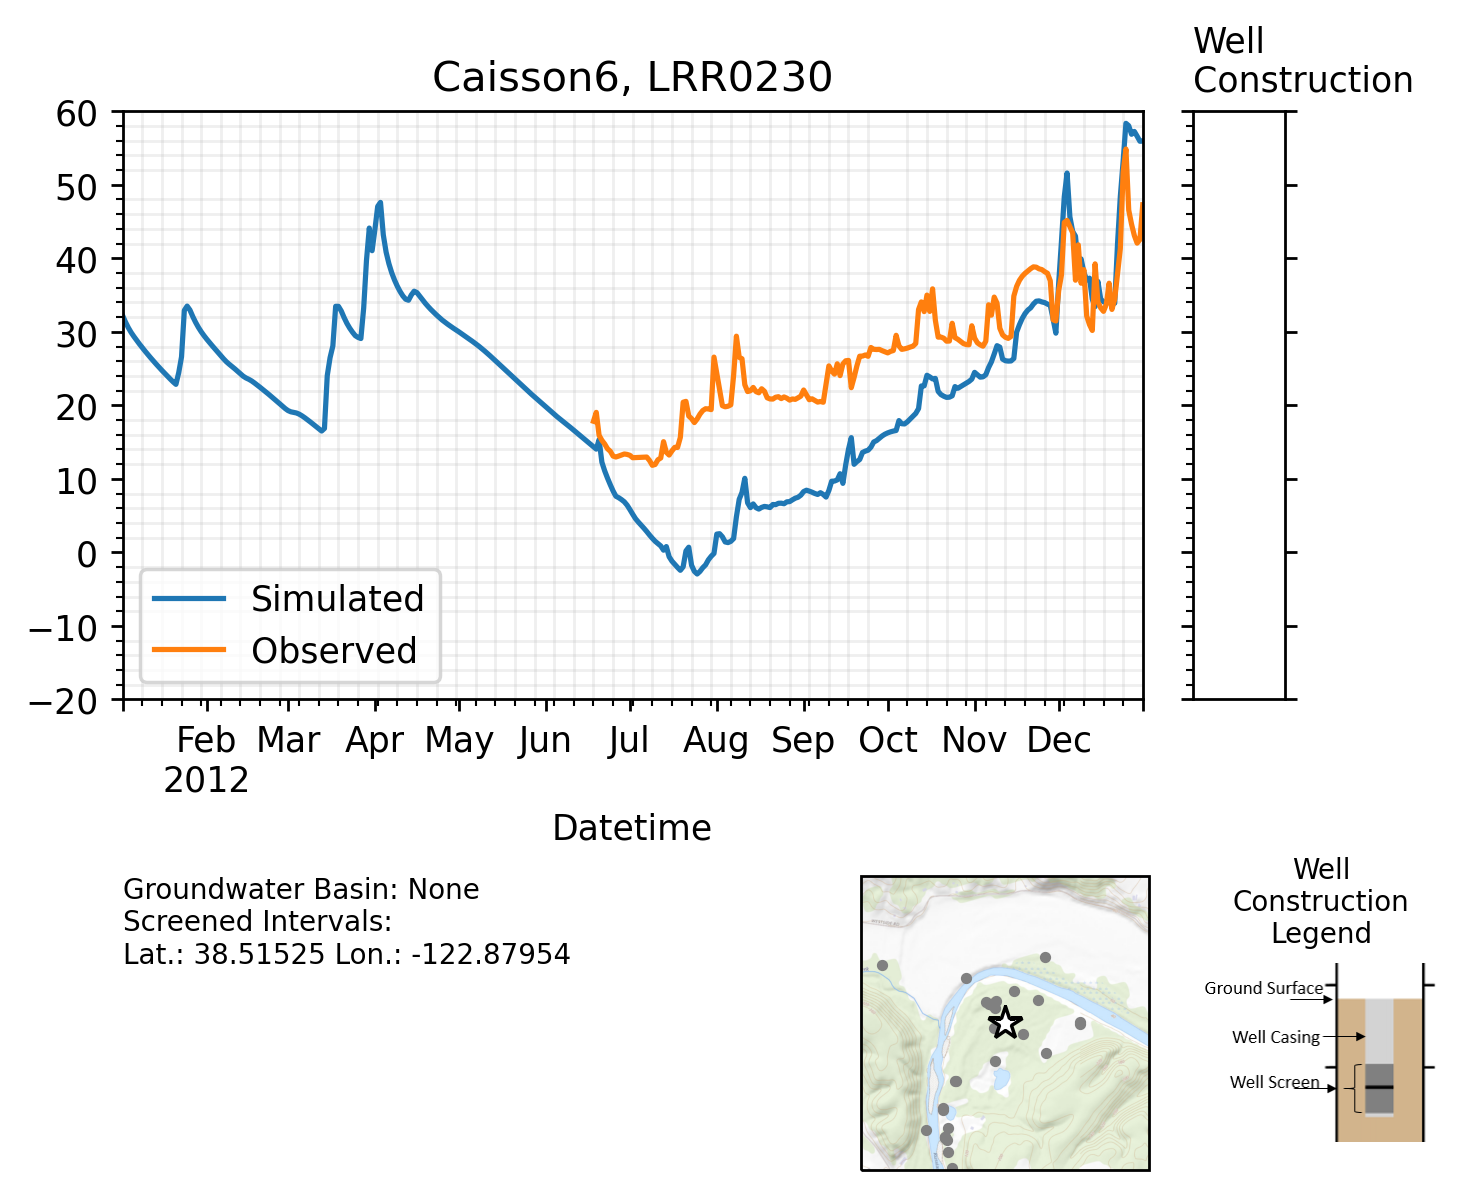 Caisson6, LRR0230
Well
Construction
60
50
40
30
20
10
0
−10
−20
Simulated
Observed
Feb Mar Apr May Jun Jul Aug Sep Oct Nov Dec
2012
Datetime
Groundwater Basin: None
Screened Intervals:
Lat.: 38.51525 Lon.: -122.87954
Well
Construction
Legend
Ground Surface
Well Casing
Well Screen